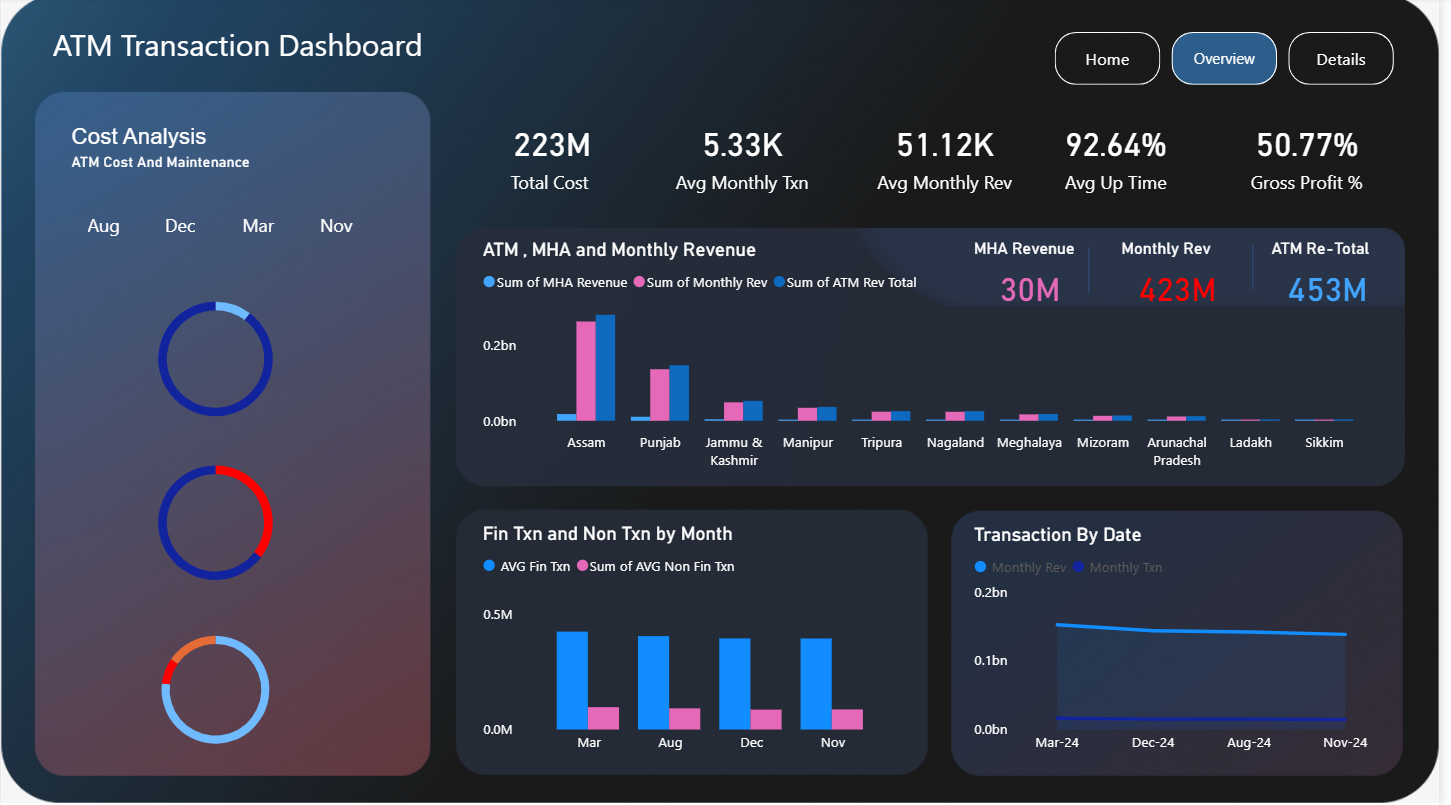 ATM Transaction Dashboard
Home
Overview
Details
Cost Analysis
ATM Cost And Maintenance
Aug Dec Mar Nov
223M
Total Cost
5.33K
Avg Monthly Txn
51.12K
Avg Monthly Rev
92.64%
Avg Up Time
50.77%
Gross Profit %
ATM , MHA and Monthly Revenue
Sum of MHA Revenue Sum of Monthly Rev Sum of ATM Rev Total
MHA Revenue
30M
Monthly Rev
423M
ATM Re-Total
453M
0.2bn
0.0bn
Assam
Punjab
Jammu &
Kashmir
Manipur
Tripura
Nagaland
Meghalaya
Mizoram
Arunachal
Pradesh
Ladakh
Sikkim
Fin Txn and Non Txn by Month
AVG Fin Txn Sum of AVG Non Fin Txn
0.5M
0.0M
Mar Aug Dec Nov
Transaction By Date
Monthly Rev Monthly Txn
0.2bn
0.1bn
0.0bn
Mar-24 Dec-24 Aug-24 Nov-24